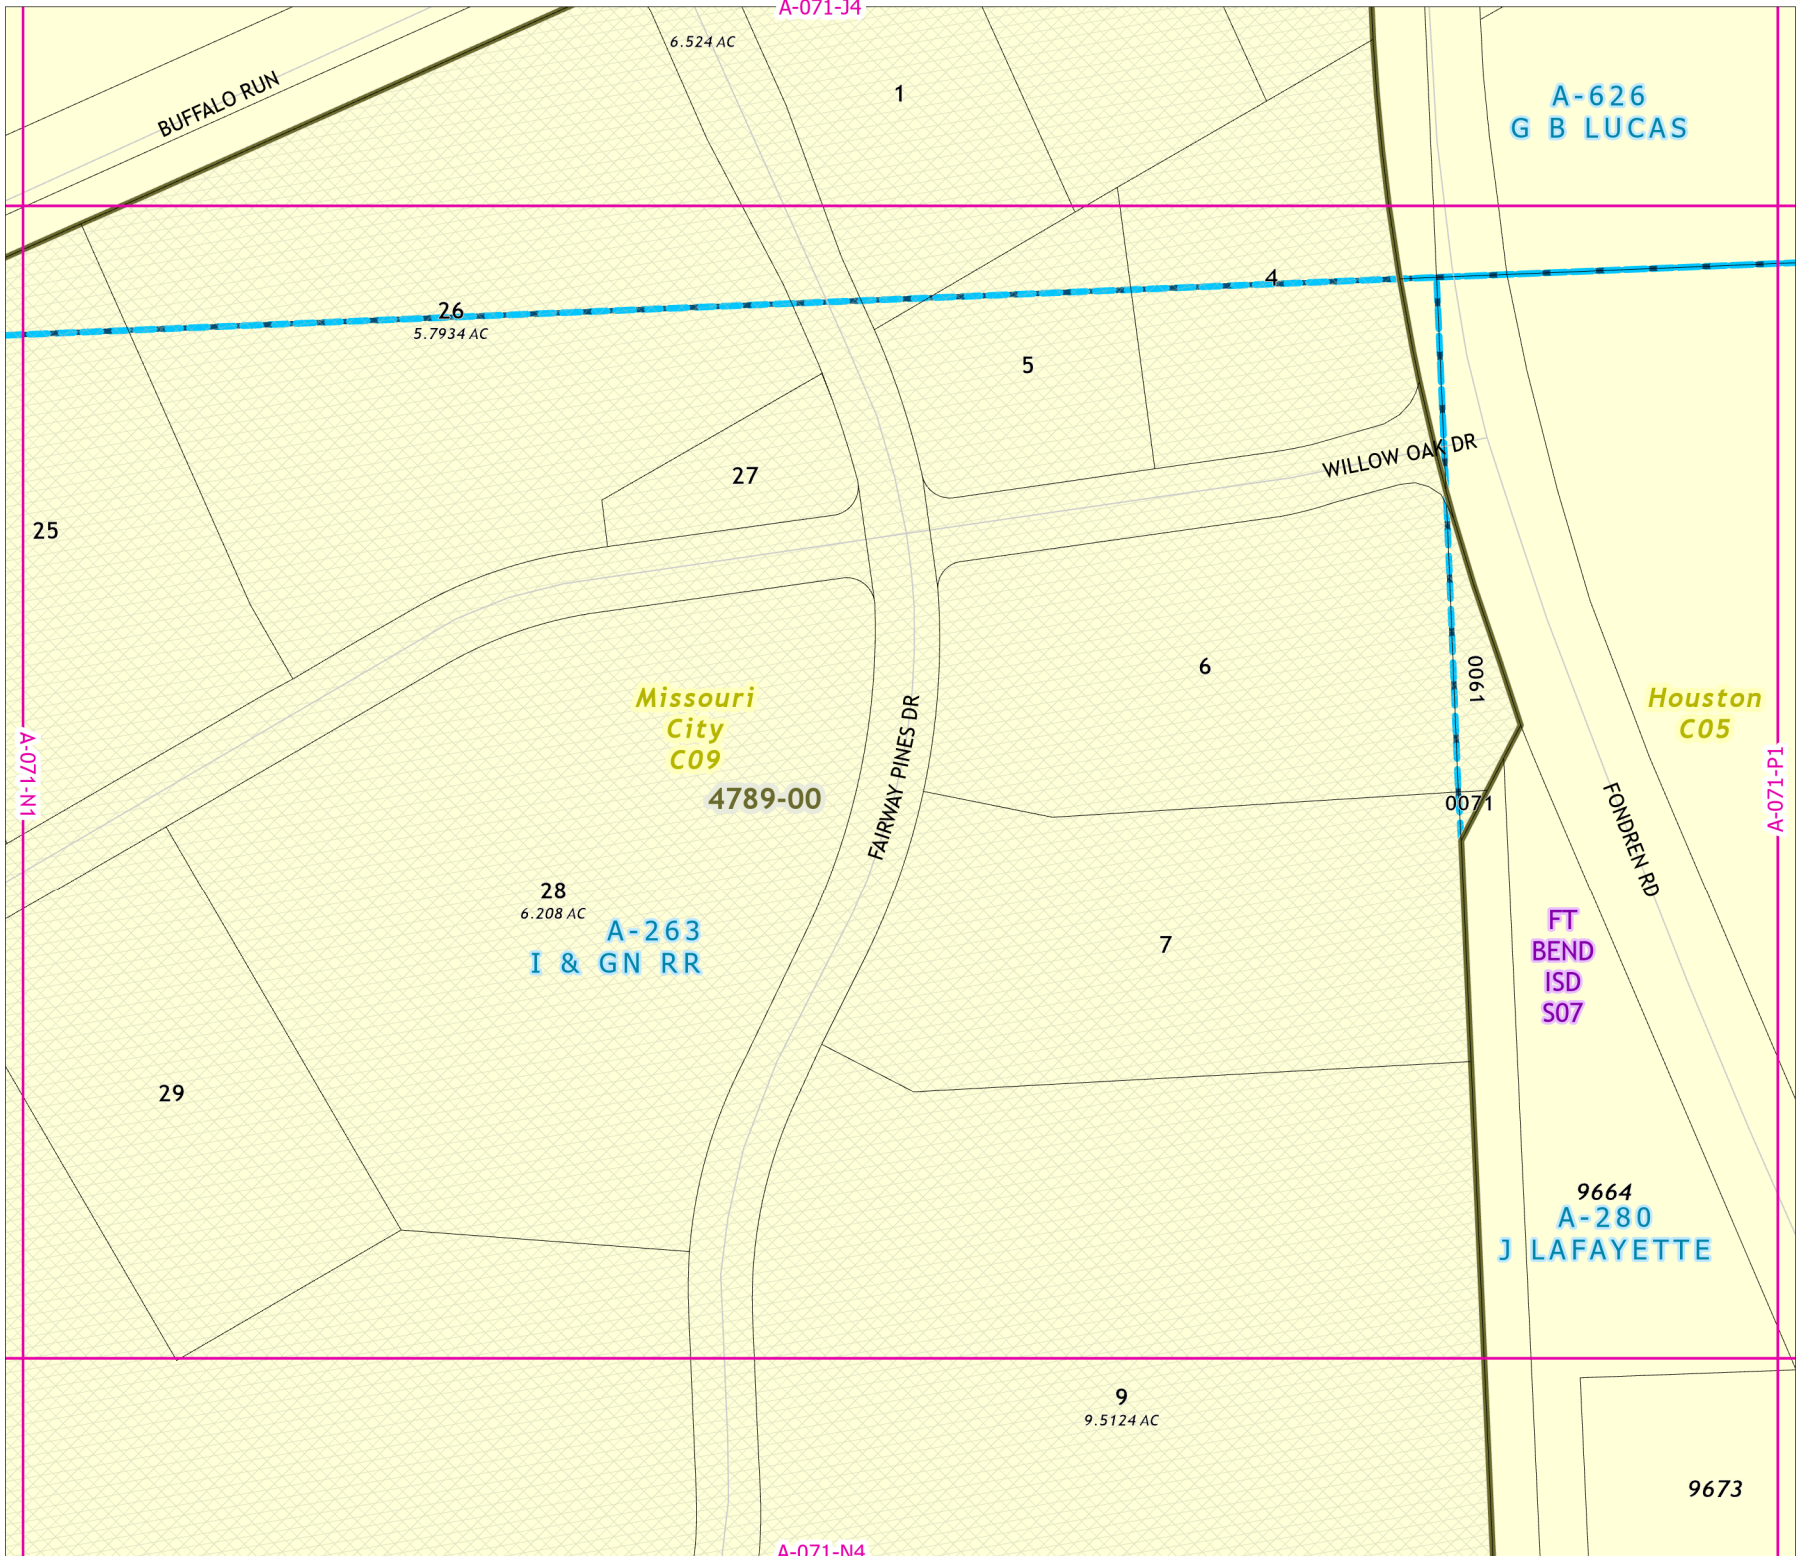 A-071-J4
6.524 AC
1
BUFFALO RUN
A-626
G B LUCAS
4
26
5.7934 AC
5
WILLOW OAK DR
27
25
6
0061
Missouri
City
C09
Houston
C05
4789-00
FAIRWAY PINES DR
0071
A-071-N1
A-071-P1
FONDREN RD
28
6.208 AC
A-263
I & GN RR
7
FT
BEND
ISD
S07
29
9664
A-280
J LAFAYETTE
9
9.5124 AC
9673
A-071-N4